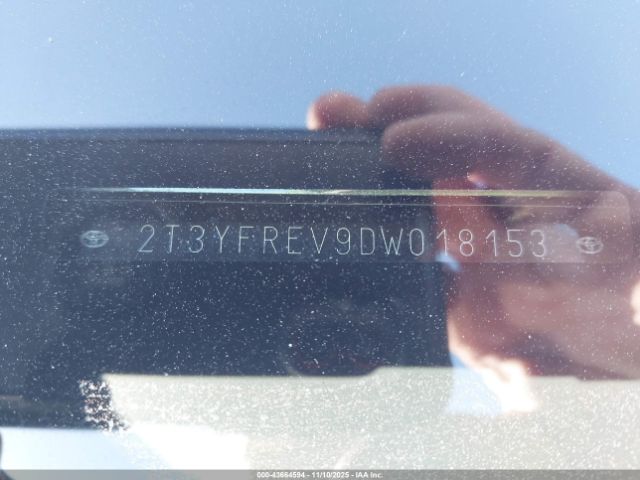 2T3YFREV9DW018153
000-43664594 - 11/10/2025 - IAA Inc.